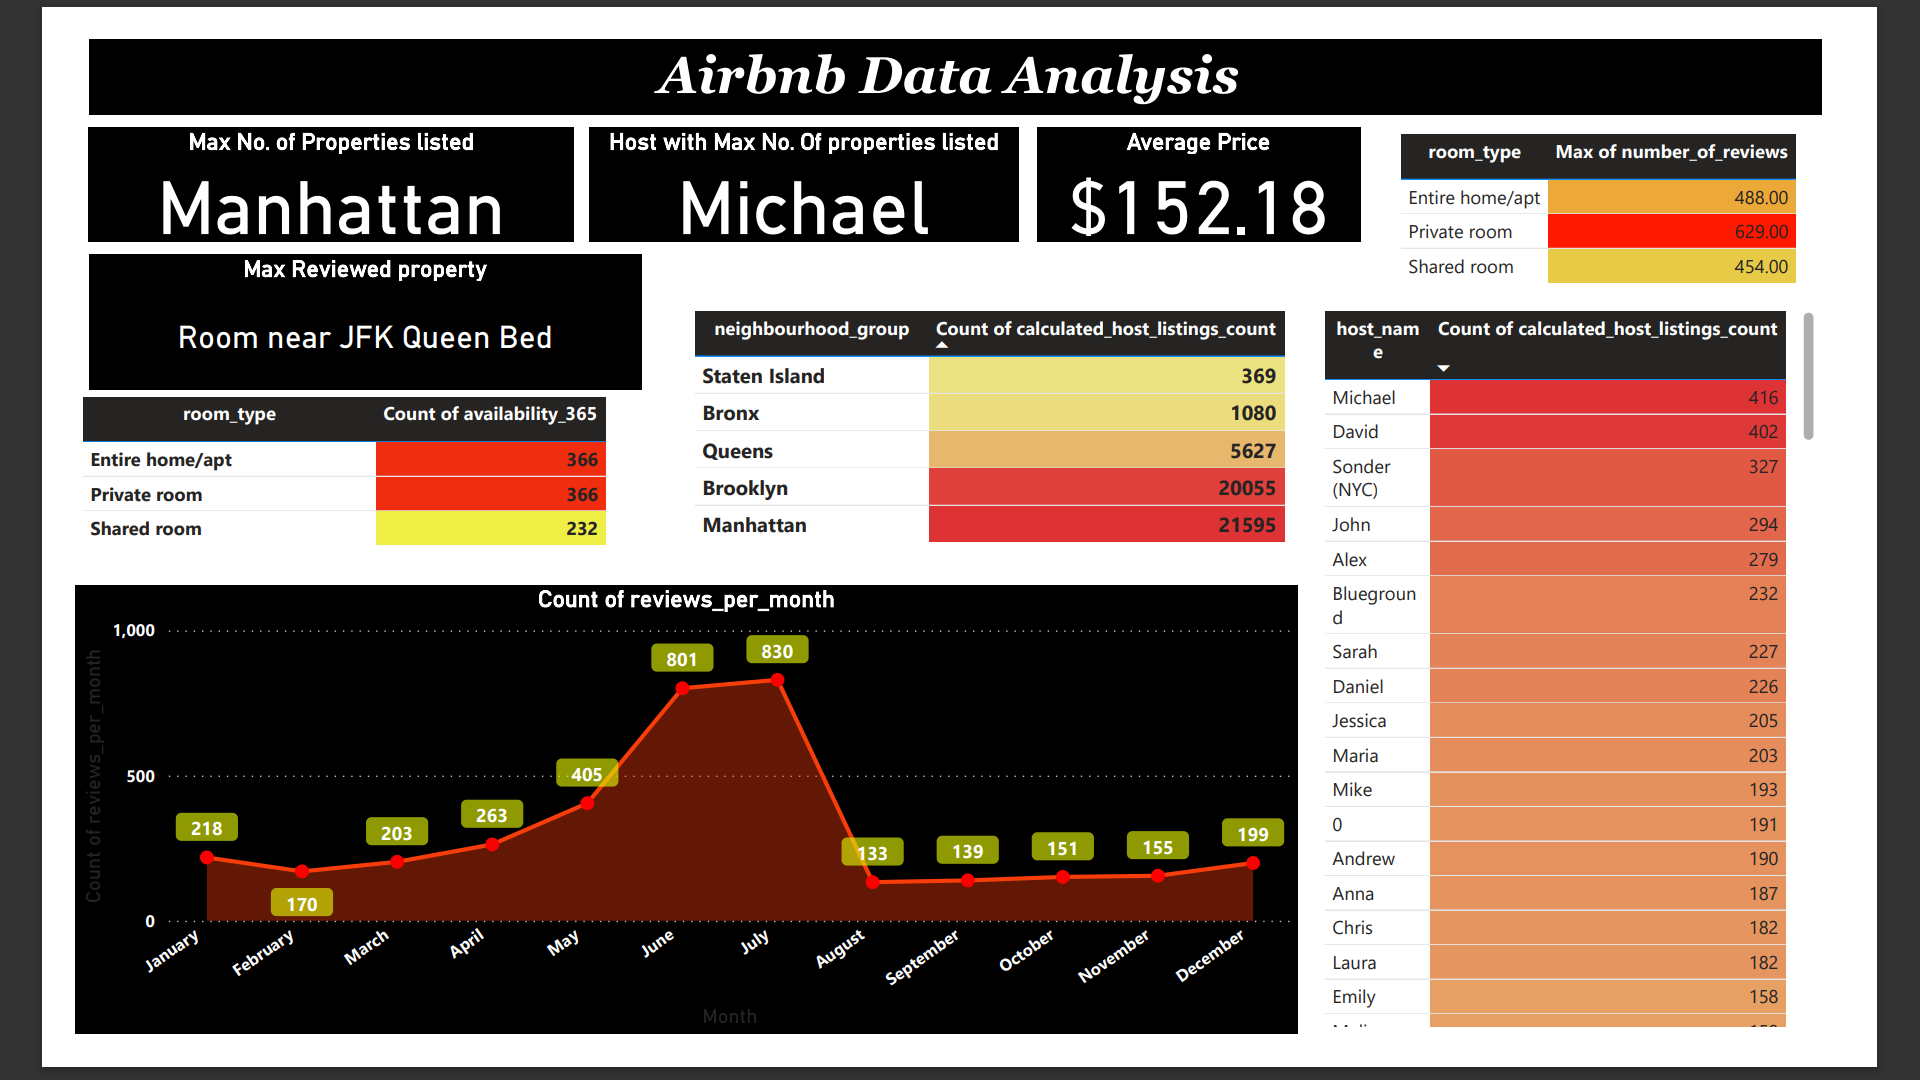 Airbnb Data Analysis
Max No. of Properties listed
Manhattan
Host with Max No. Of properties listed
Michael
Average Price
$152.18
room_type Max of number_of_reviews
Entire home/apt 488.00
Private room 629.00
Shared room 454.00
Max Reviewed property
Room near JFK Queen Bed
room_type Count of availability_365
Entire home/apt 366
Private room 366
Shared room 232
neighbourhood_group Count of calculated_host_listings_count
Staten Island 369
Bronx 1080
Queens 5627
Brooklyn 20055
Manhattan 21595
host_nam Count of calculated_host_listings_count
e
Michael 416
David 402
Sonder 327
(NYC)
John 294
Alex 279
Bluegroun 232
d
Sarah 227
Daniel 226
Jessica 205
Maria 203
Mike 193
0 191
Andrew 190
Anna 187
Chris 182
Laura 182
Emily 158
Count of reviews_per_month
Count of reviews_per_month
1,000
500
0
218
170
203
263
405
801
830
133
139
151
155
199
January
February
March
April
May
June
July
August
September
October
November
December
Month